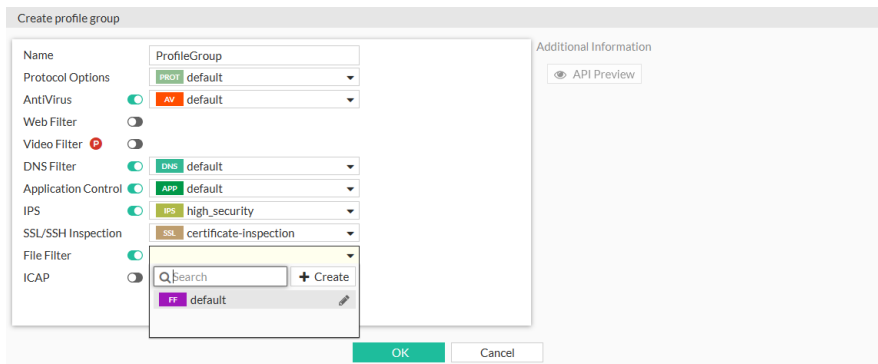 Create profile group
Name ProfileGroup
Protocol Options PROT default
AntiVirus AV default
Web Filter
Video Filter P
DNS Filter DNS default
Application Control APP default
IPS IPS high_security
SSL/SSH Inspection SSL certificate-inspection
File Filter
ICAP
Search + Create
FF default
OK Cancel
Additional Information
API Preview